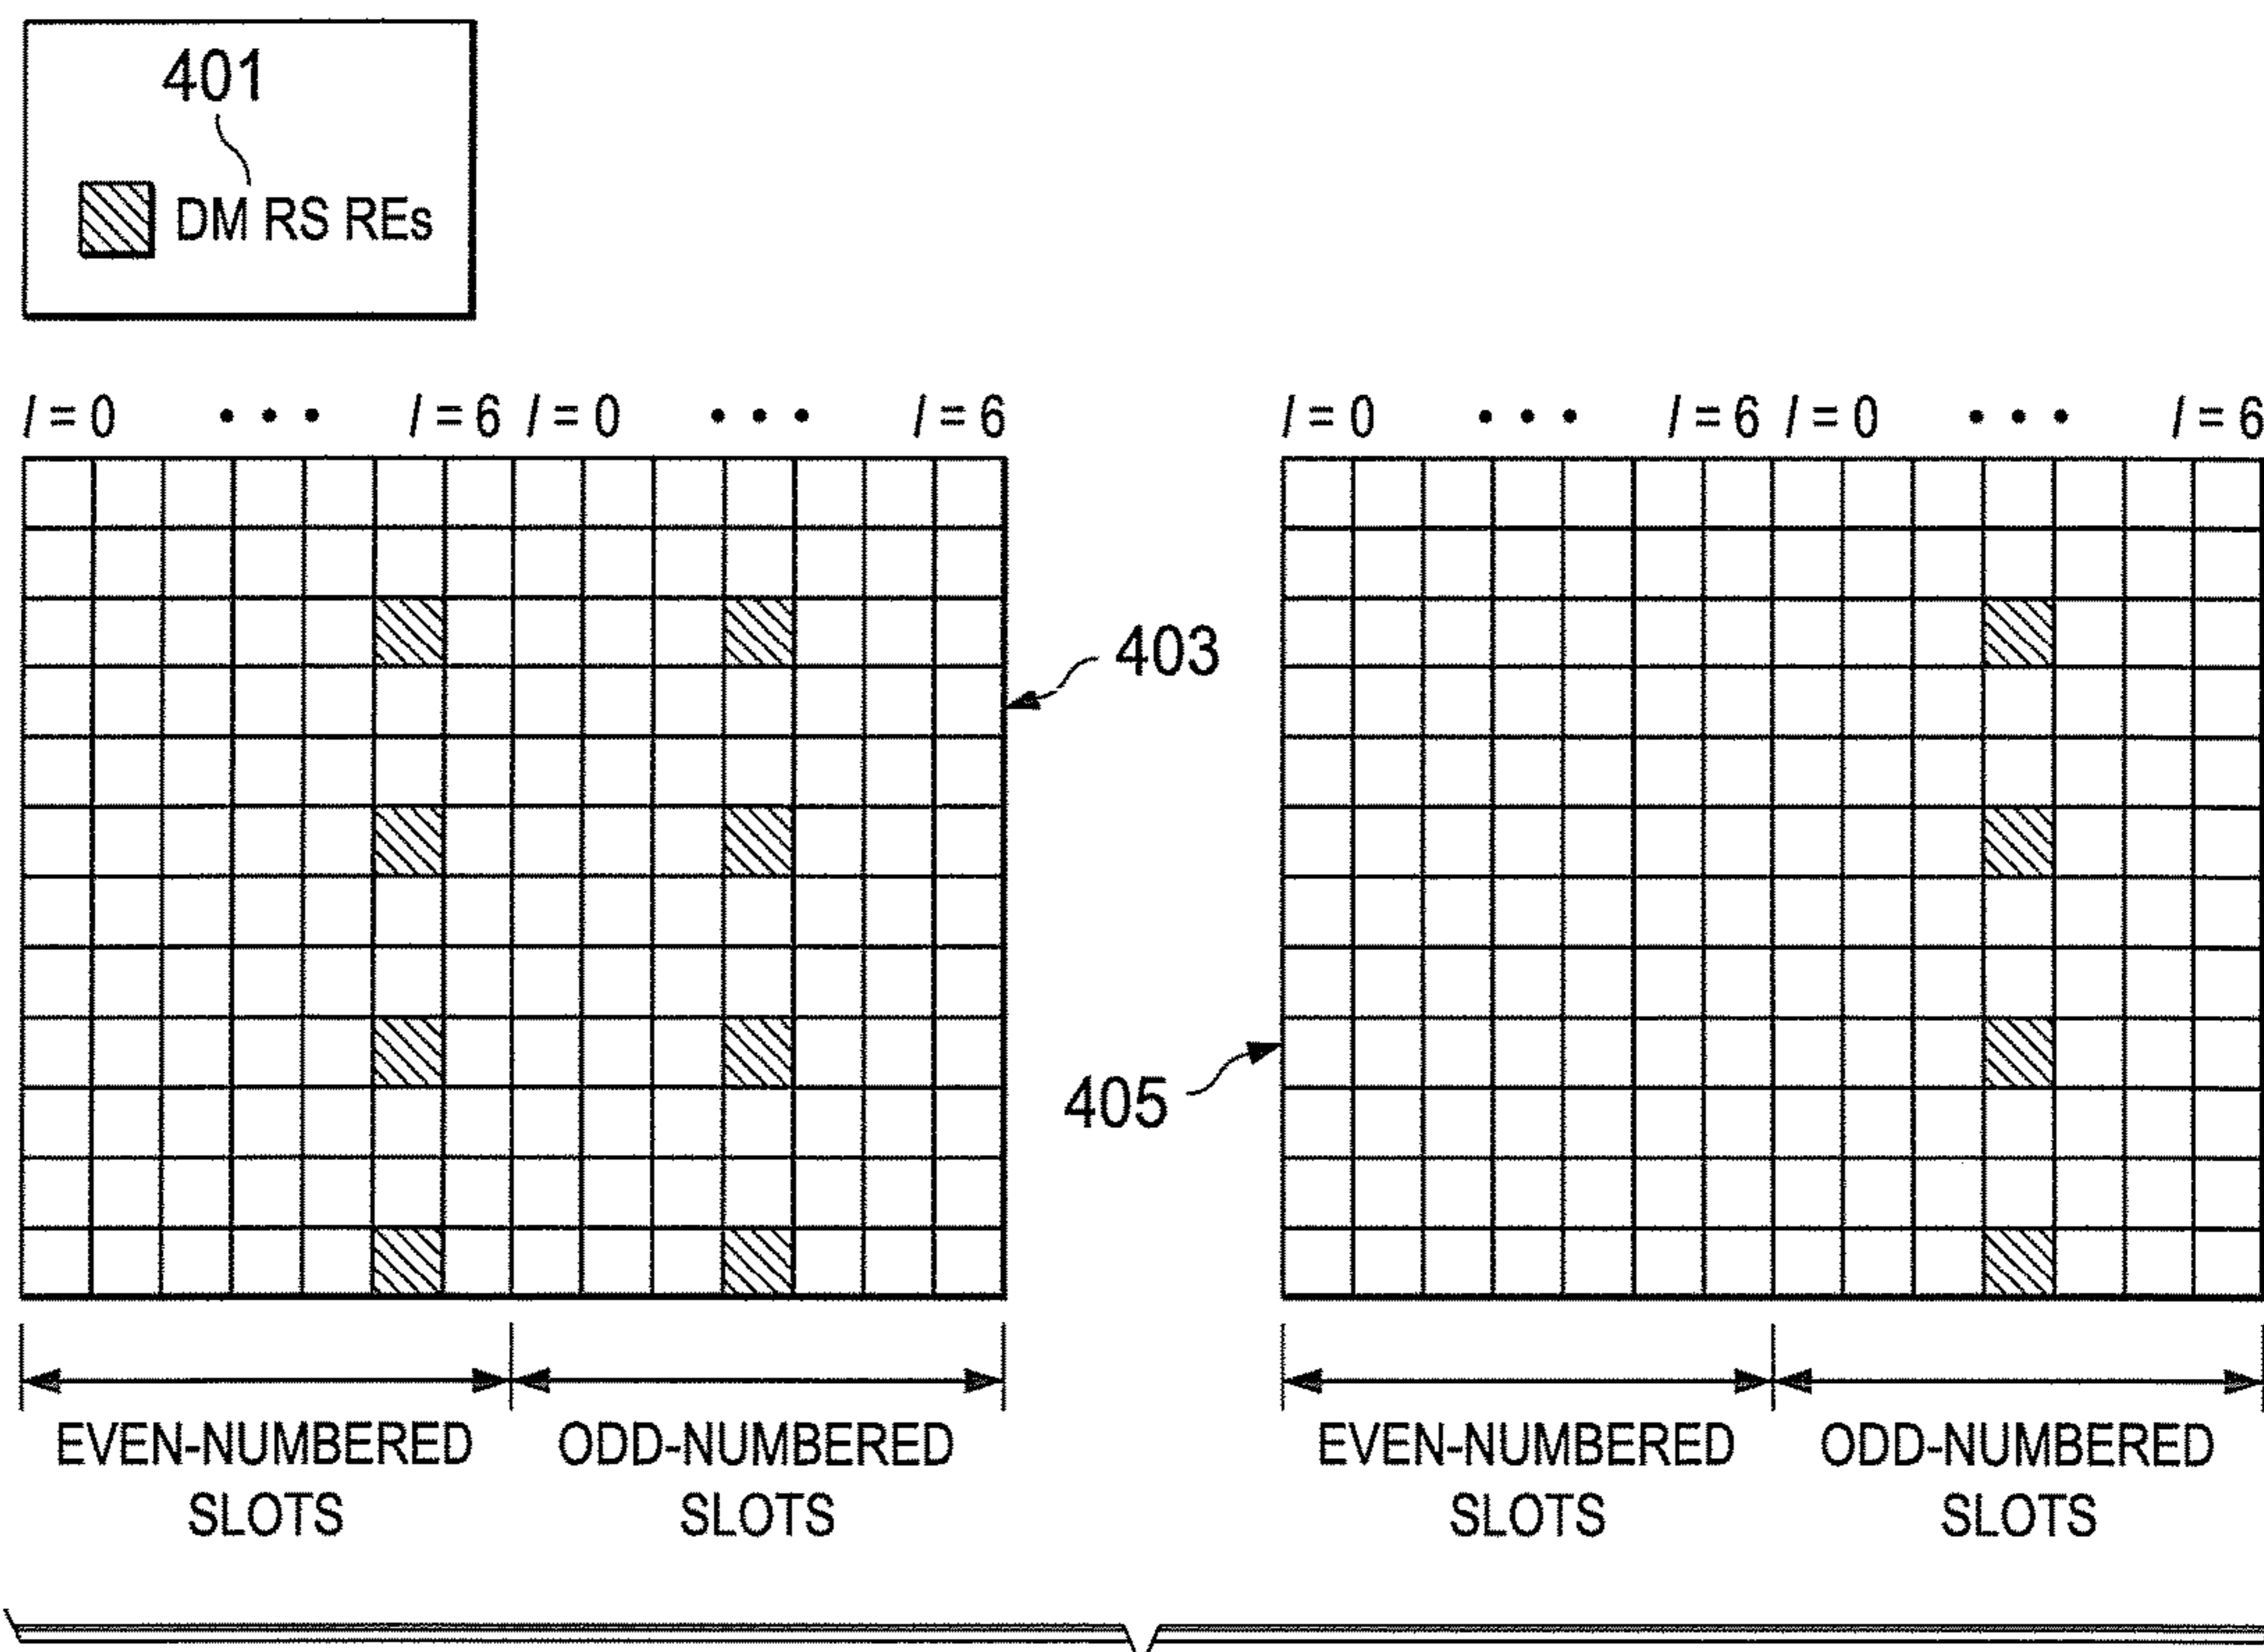 401
DM RS REs
l = 0 • • • l = 6 l = 0 • • • l = 6
l = 0 • • • l = 6 l = 0 • • • l = 6
403
405
EVEN-NUMBERED
SLOTS
ODD-NUMBERED
SLOTS
EVEN-NUMBERED
SLOTS
ODD-NUMBERED
SLOTS